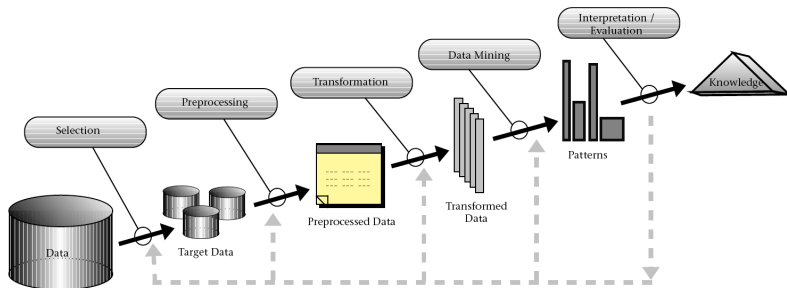 Interpretation /
Evaluation
Data Mining
Transformation
Preprocessing
Selection
Knowledge
Patterns
Transformed
Data
Preprocessed Data
Target Data
Data